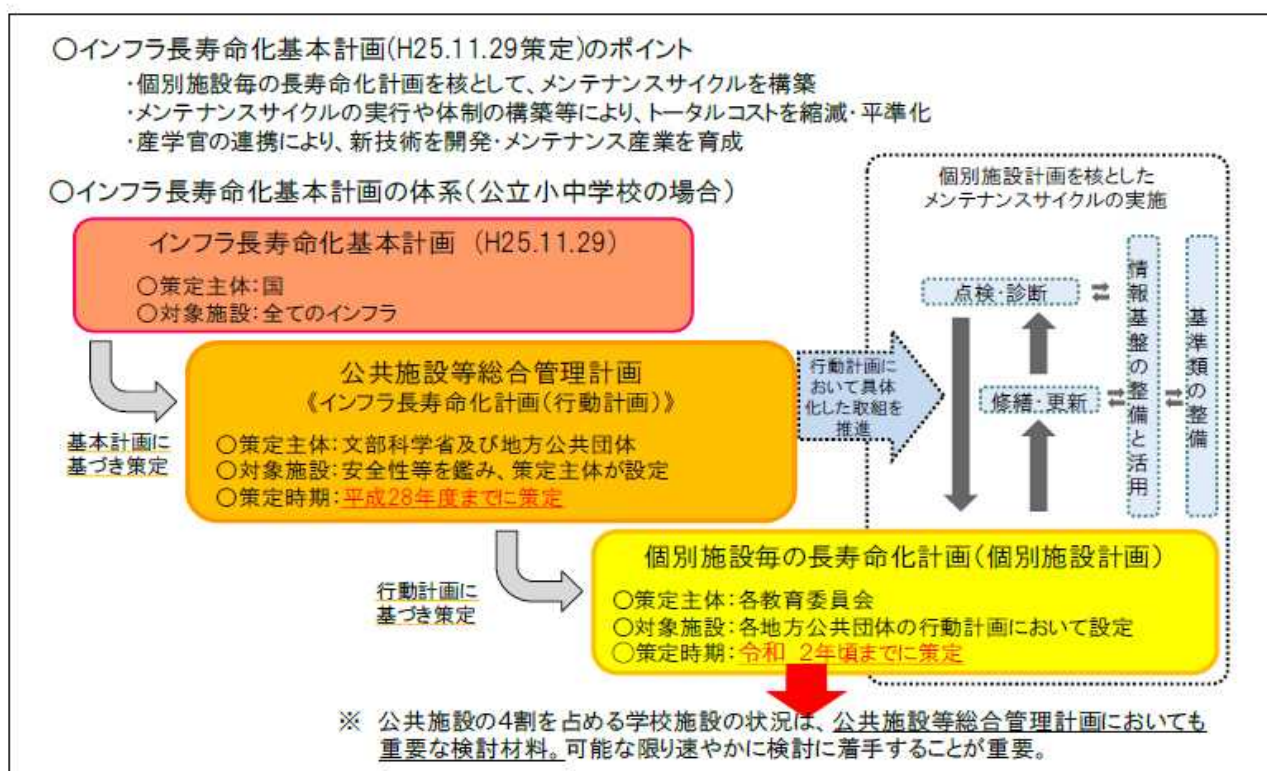 ○インフラ長寿命化基本計画(H25.11.29策定)のポイント
・個別施設毎の長寿命化計画を核として、メンテナンスサイクルを構築
・メンテナンスサイクルの実行や体制の構築等により、トータルコストを縮減・平準化
・産学官の連携により、新技術を開発・メンテナンス産業を育成
○インフラ長寿命化基本計画の体系(公立小中学校の場合)
インフラ長寿命化基本計画 (H25.11.29)
○策定主体:国
○対象施設:全てのインフラ
基本計画に
基づき策定
公共施設等総合管理計画
《インフラ長寿命化計画(行動計画)》
○策定主体:文部科学省及び地方公共団体
○対象施設:安全性等を鑑み、策定主体が設定
○策定時期:平成28年度までに策定
行動計画に
おいて具体
化した取組を
推進
個別施設計画を核とした
メンテナンスサイクルの実施
点検・診断
修繕・更新
情報基盤の整備と活用
基準類の整備
行動計画に
基づき策定
個別施設毎の長寿命化計画(個別施設計画)
○策定主体:各教育委員会
○対象施設:各地方公共団体の行動計画において設定
○策定時期:令和 2年頃までに策定
※ 公共施設の4割を占める学校施設の状況は、公共施設等総合管理計画においても
重要な検討材料。可能な限り速やかに検討に着手することが重要。